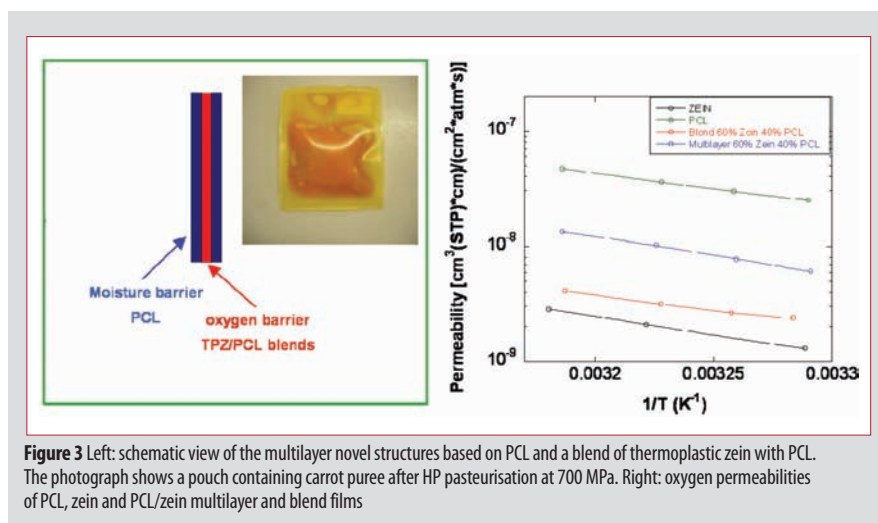 Moisture barrier
PCL
oxygen barrier
TPZ/PCL blends
Permeability [cm³(STP)*cm)/(cm²*atm*s)]
10⁻⁷
10⁻⁸
10⁻⁹
ZEIN
PCL
Blend 60% Zein 40% PCL
Multilayer 60% Zein 40% PCL
0.0032
0.00325
0.0033
1/T (K⁻¹)
Figure 3 Left: schematic view of the multilayer novel structures based on PCL and a blend of thermoplastic zein with PCL.
The photograph shows a pouch containing carrot puree after HP pasteurisation at 700 MPa. Right: oxygen permeabilities
of PCL, zein and PCL/zein multilayer and blend films